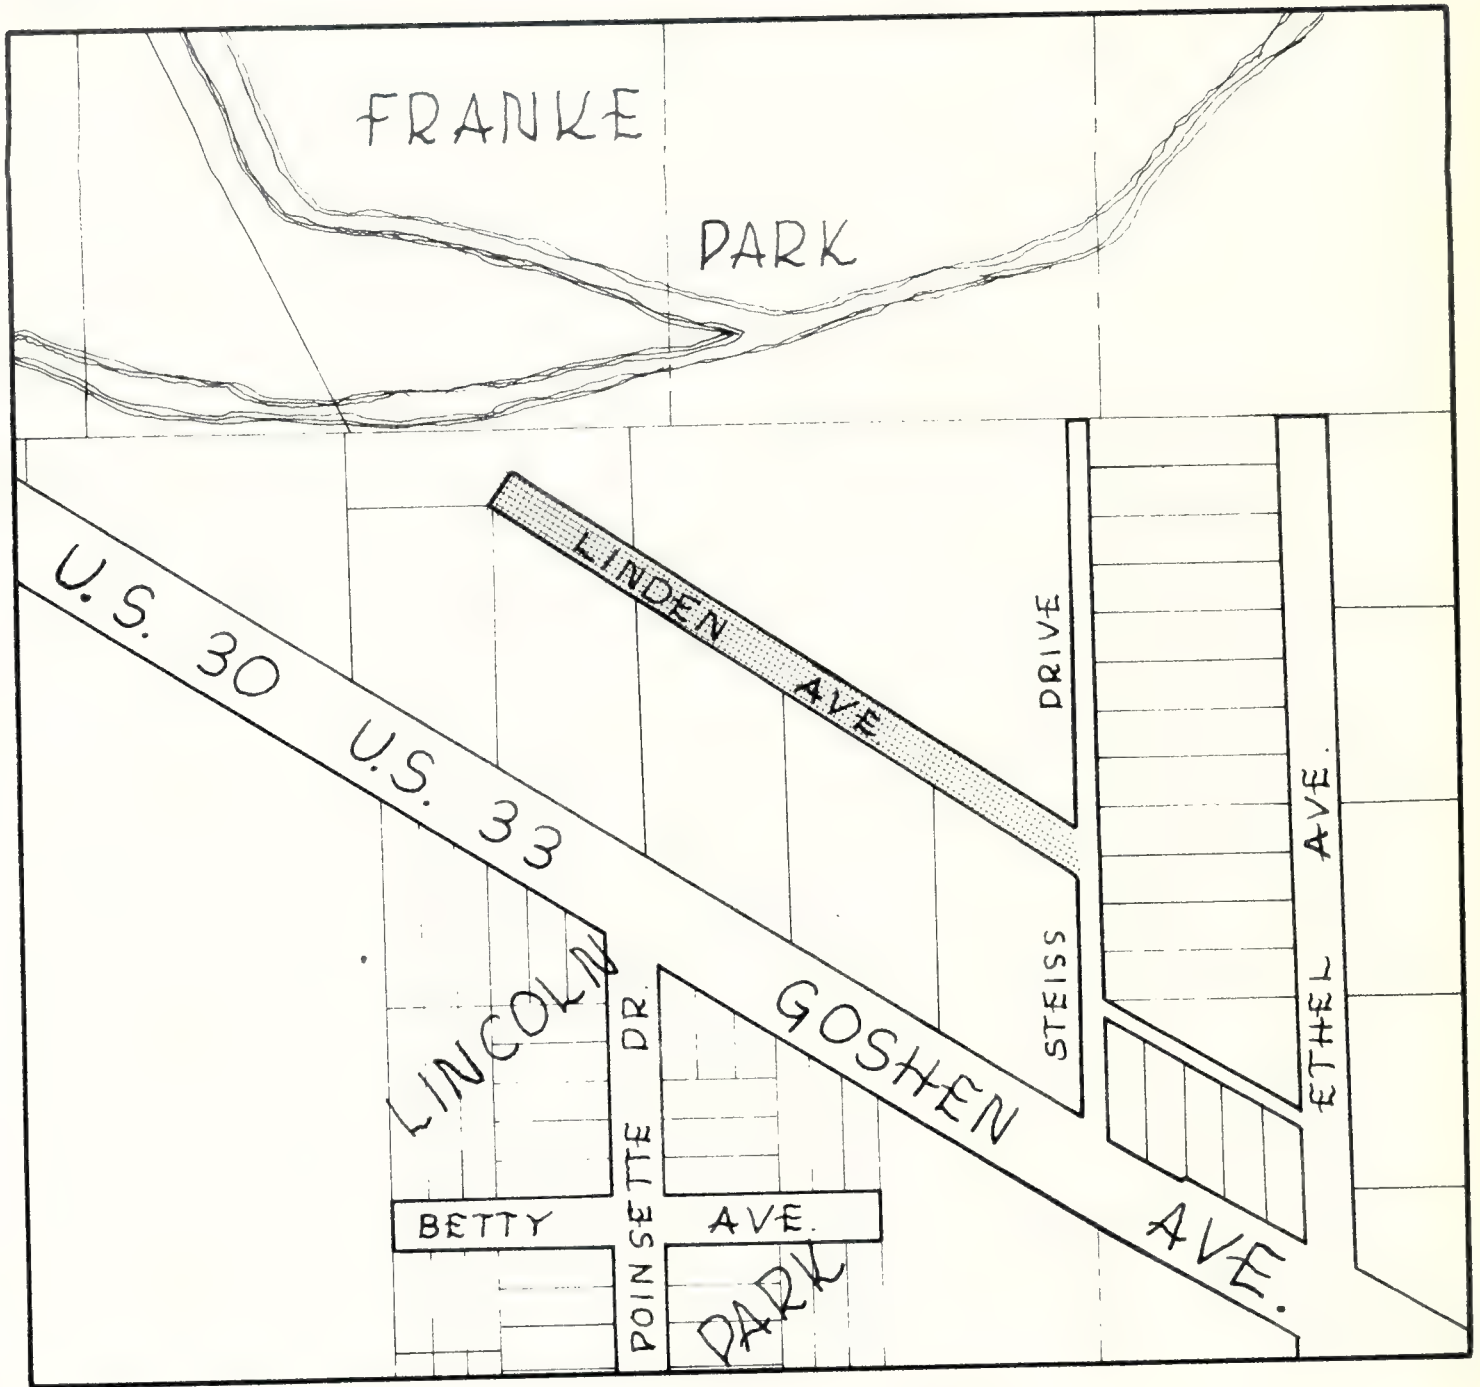 FRANKE
PARK
LINDEN AVE
U.S. 30 U.S. 33
GOSHEN AVE.
STEISS DRIVE
ETHEL AVE.
LINCOLN
PARK
POINSETTE DR.
BETTY AVE.